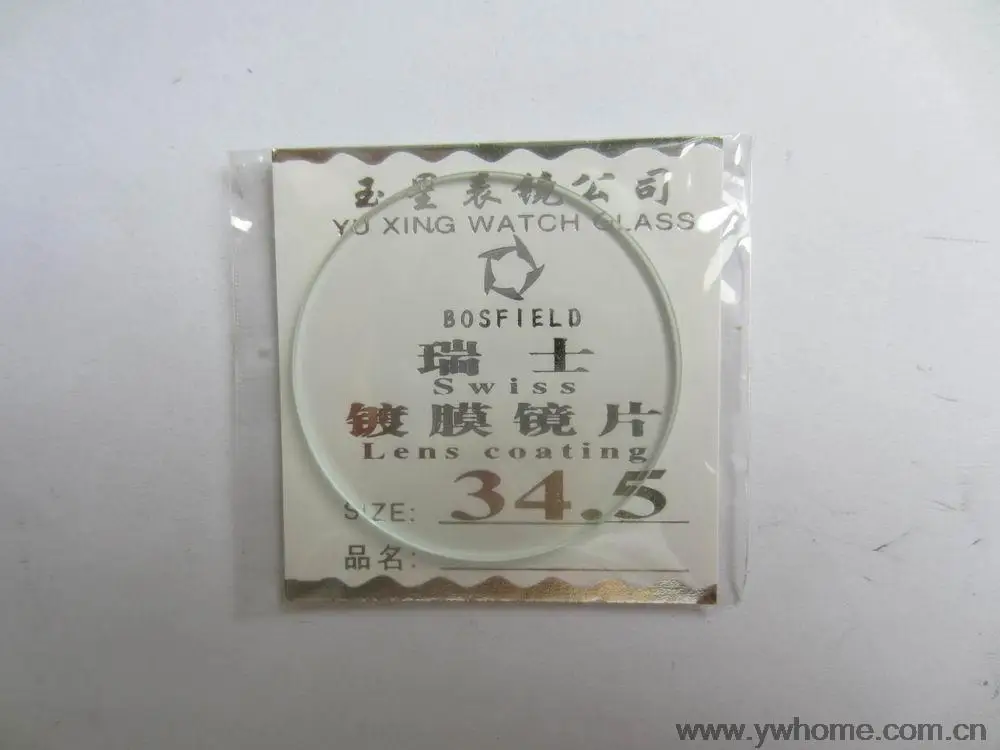 玉星表镜公司
YU XING WATCH GLASS
BOSFIELD
瑞士
Swiss
镀膜镜片
Lens coating
SIZE: 34.5
品名:
www.ywhome.com.cn